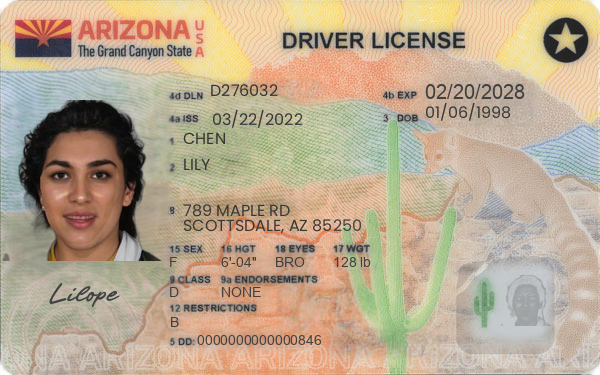 ARIZONA USA
The Grand Canyon State
DRIVER LICENSE
4d DLN D276032
4b EXP 02/20/2028
4a ISS 03/22/2022
3 DOB 01/06/1998
1 CHEN
2 LILY
8 789 MAPLE RD
SCOTTSDALE, AZ 85250
15 SEX 16 HGT 18 EYES 17 WGT
F 6'-04" BRO 128 lb
9 CLASS 9a ENDORSEMENTS
D NONE
12 RESTRICTIONS
B
5 DD: 0000000000000846
Lilope
ONA ARIZONA ARIZONA ARIZONA ARIZONA ARIZ